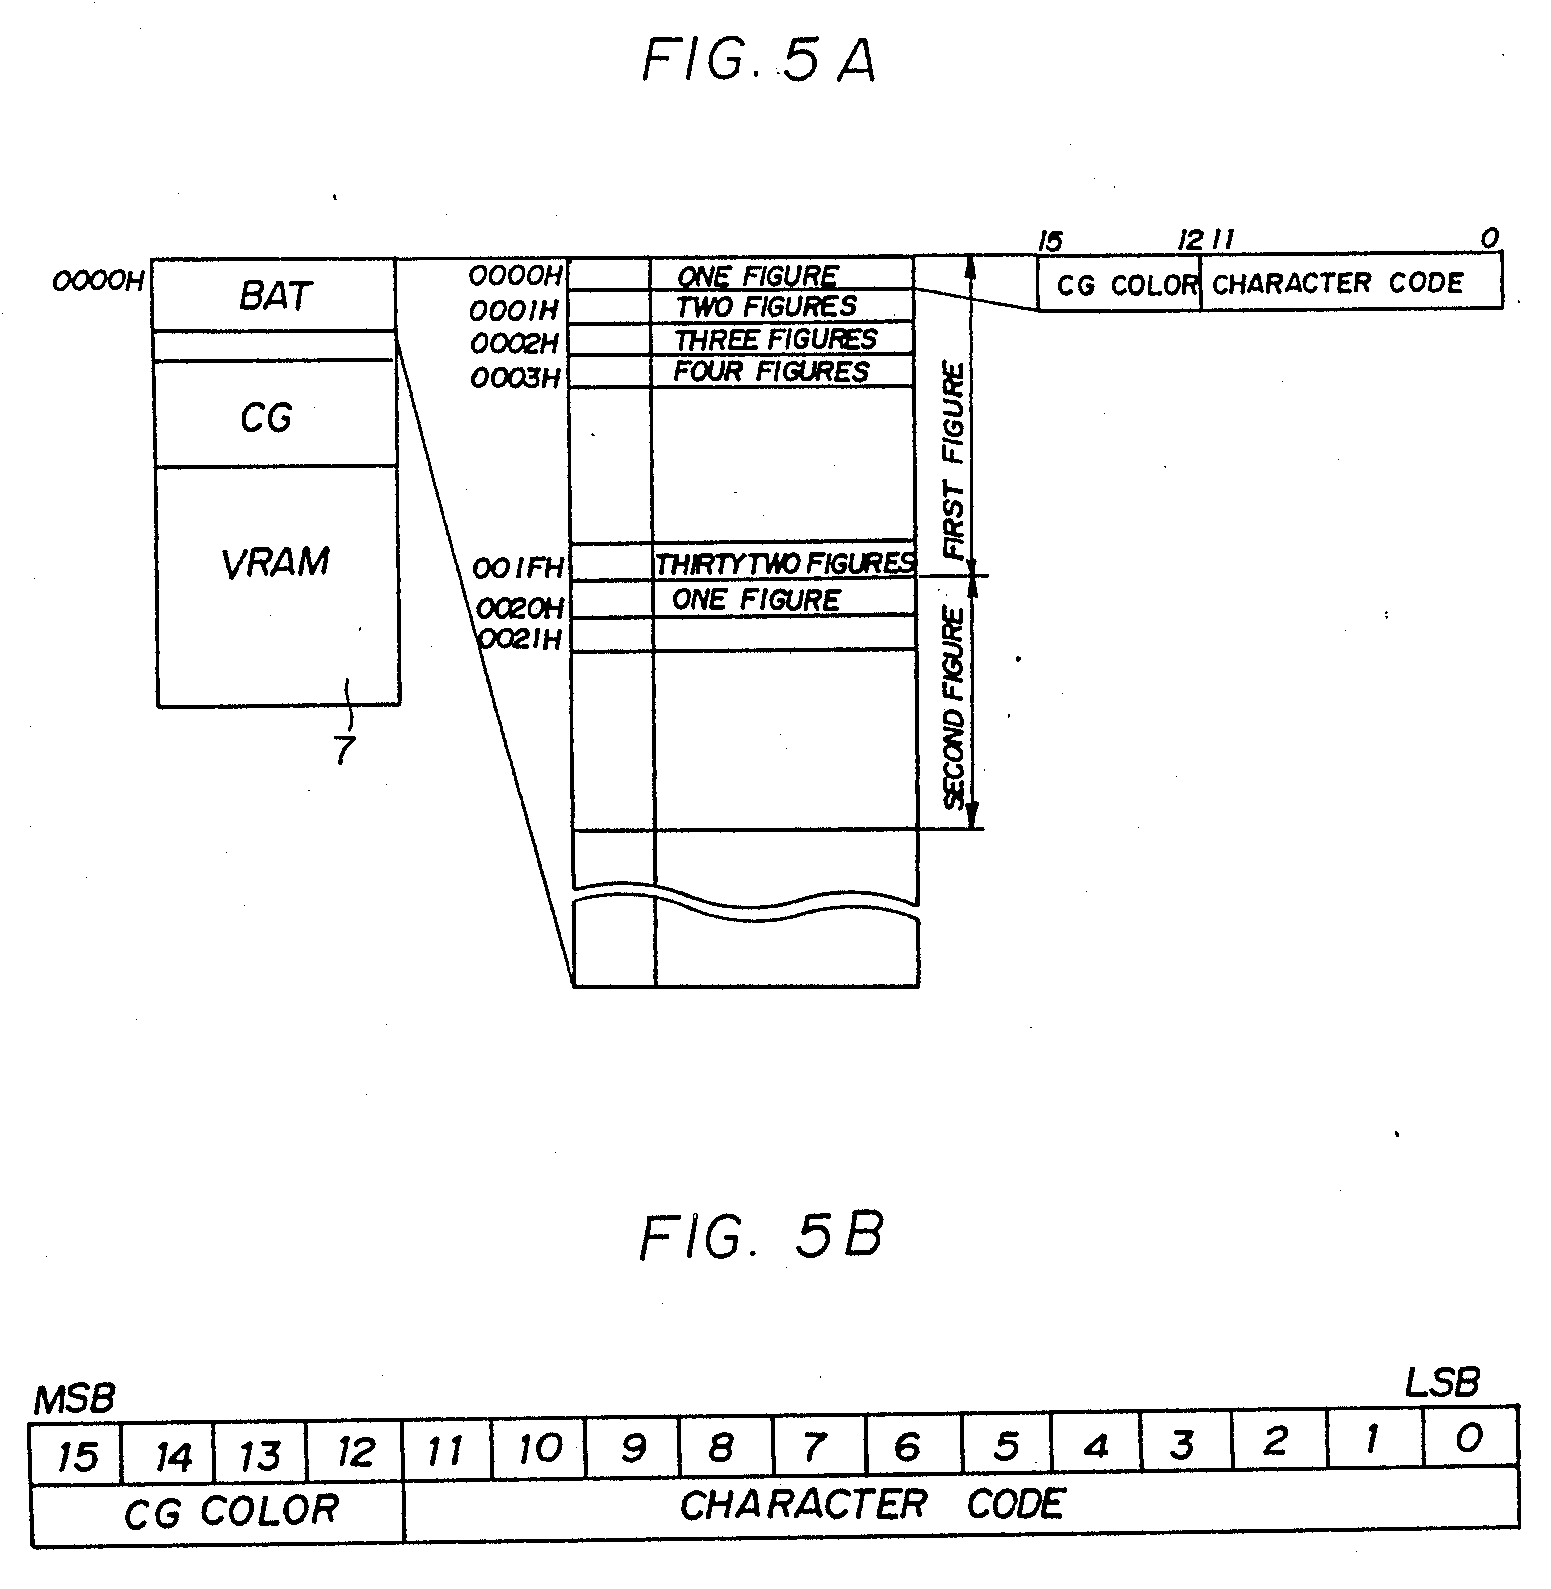 FIG. 5A
0000H
BAT
CG
VRAM
7
0000H ONE FIGURE
0001H TWO FIGURES
0002H THREE FIGURES
0003H FOUR FIGURES
001FH THIRTYTWO FIGURES
0020H ONE FIGURE
0021H
FIRST FIGURE
SECOND FIGURE
15 12 11 0
CG COLOR CHARACTER CODE
FIG. 5B
MSB LSB
15 14 13 12 11 10 9 8 7 6 5 4 3 2 1 0
CG COLOR CHARACTER CODE